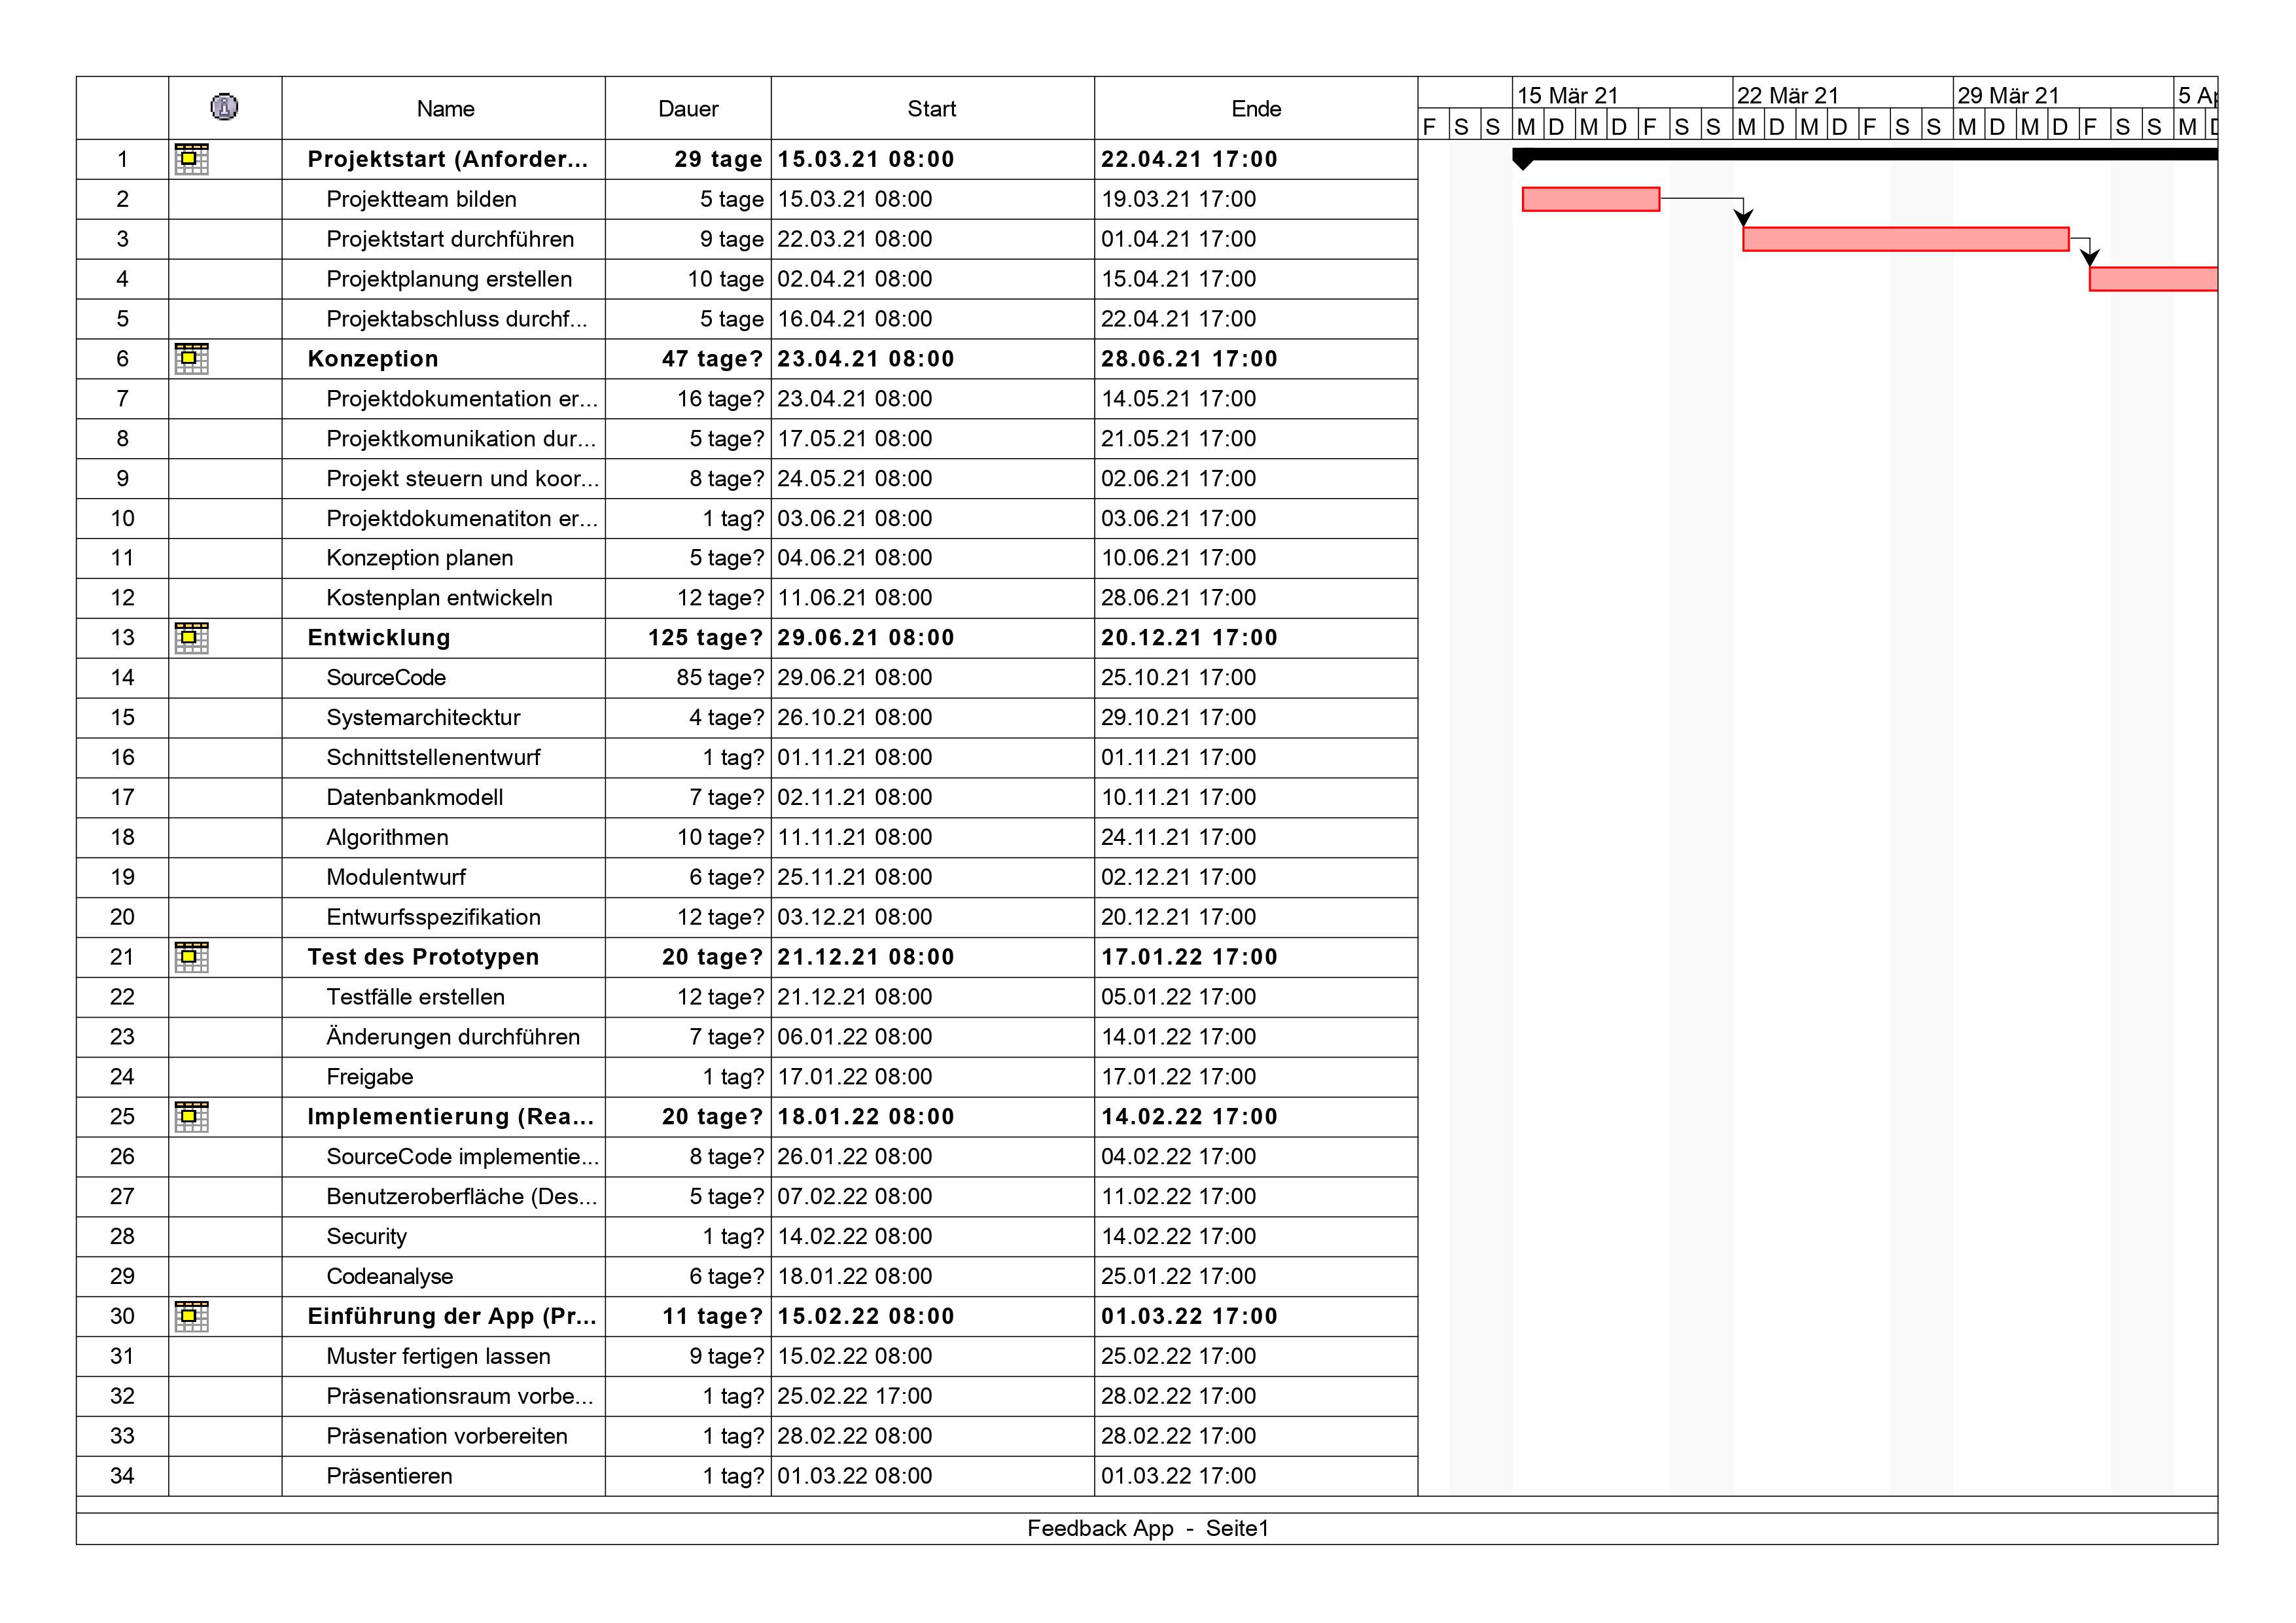 Name Dauer Start Ende 15 Mär 21 22 Mär 21 29 Mär 21 5 Ap
F S S M D M D F S S M D M D F S S M D M D F S S M D
1 Projektstart (Anforder... 29 tage 15.03.21 08:00 22.04.21 17:00
2 Projektteam bilden 5 tage 15.03.21 08:00 19.03.21 17:00
3 Projektstart durchführen 9 tage 22.03.21 08:00 01.04.21 17:00
4 Projektplanung erstellen 10 tage 02.04.21 08:00 15.04.21 17:00
5 Projektabschluss durchf... 5 tage 16.04.21 08:00 22.04.21 17:00
6 Konzeption 47 tage? 23.04.21 08:00 28.06.21 17:00
7 Projektdokumentation er... 16 tage? 23.04.21 08:00 14.05.21 17:00
8 Projektkomunikation dur... 5 tage? 17.05.21 08:00 21.05.21 17:00
9 Projekt steuern und koor... 8 tage? 24.05.21 08:00 02.06.21 17:00
10 Projektdokumenatiton er... 1 tag? 03.06.21 08:00 03.06.21 17:00
11 Konzeption planen 5 tage? 04.06.21 08:00 10.06.21 17:00
12 Kostenplan entwickeln 12 tage? 11.06.21 08:00 28.06.21 17:00
13 Entwicklung 125 tage? 29.06.21 08:00 20.12.21 17:00
14 SourceCode 85 tage? 29.06.21 08:00 25.10.21 17:00
15 Systemarchitecktur 4 tage? 26.10.21 08:00 29.10.21 17:00
16 Schnittstellenentwurf 1 tag? 01.11.21 08:00 01.11.21 17:00
17 Datenbankmodell 7 tage? 02.11.21 08:00 10.11.21 17:00
18 Algorithmen 10 tage? 11.11.21 08:00 24.11.21 17:00
19 Modulentwurf 6 tage? 25.11.21 08:00 02.12.21 17:00
20 Entwurfsspezifikation 12 tage? 03.12.21 08:00 20.12.21 17:00
21 Test des Prototypen 20 tage? 21.12.21 08:00 17.01.22 17:00
22 Testfälle erstellen 12 tage? 21.12.21 08:00 05.01.22 17:00
23 Änderungen durchführen 7 tage? 06.01.22 08:00 14.01.22 17:00
24 Freigabe 1 tag? 17.01.22 08:00 17.01.22 17:00
25 Implementierung (Rea... 20 tage? 18.01.22 08:00 14.02.22 17:00
26 SourceCode implementie... 8 tage? 26.01.22 08:00 04.02.22 17:00
27 Benutzeroberfläche (Des... 5 tage? 07.02.22 08:00 11.02.22 17:00
28 Security 1 tag? 14.02.22 08:00 14.02.22 17:00
29 Codeanalyse 6 tage? 18.01.22 08:00 25.01.22 17:00
30 Einführung der App (Pr... 11 tage? 15.02.22 08:00 01.03.22 17:00
31 Muster fertigen lassen 9 tage? 15.02.22 08:00 25.02.22 17:00
32 Präsenationsraum vorbe... 1 tag? 25.02.22 17:00 28.02.22 17:00
33 Präsenation vorbereiten 1 tag? 28.02.22 08:00 28.02.22 17:00
34 Präsentieren 1 tag? 01.03.22 08:00 01.03.22 17:00
Feedback App - Seite1